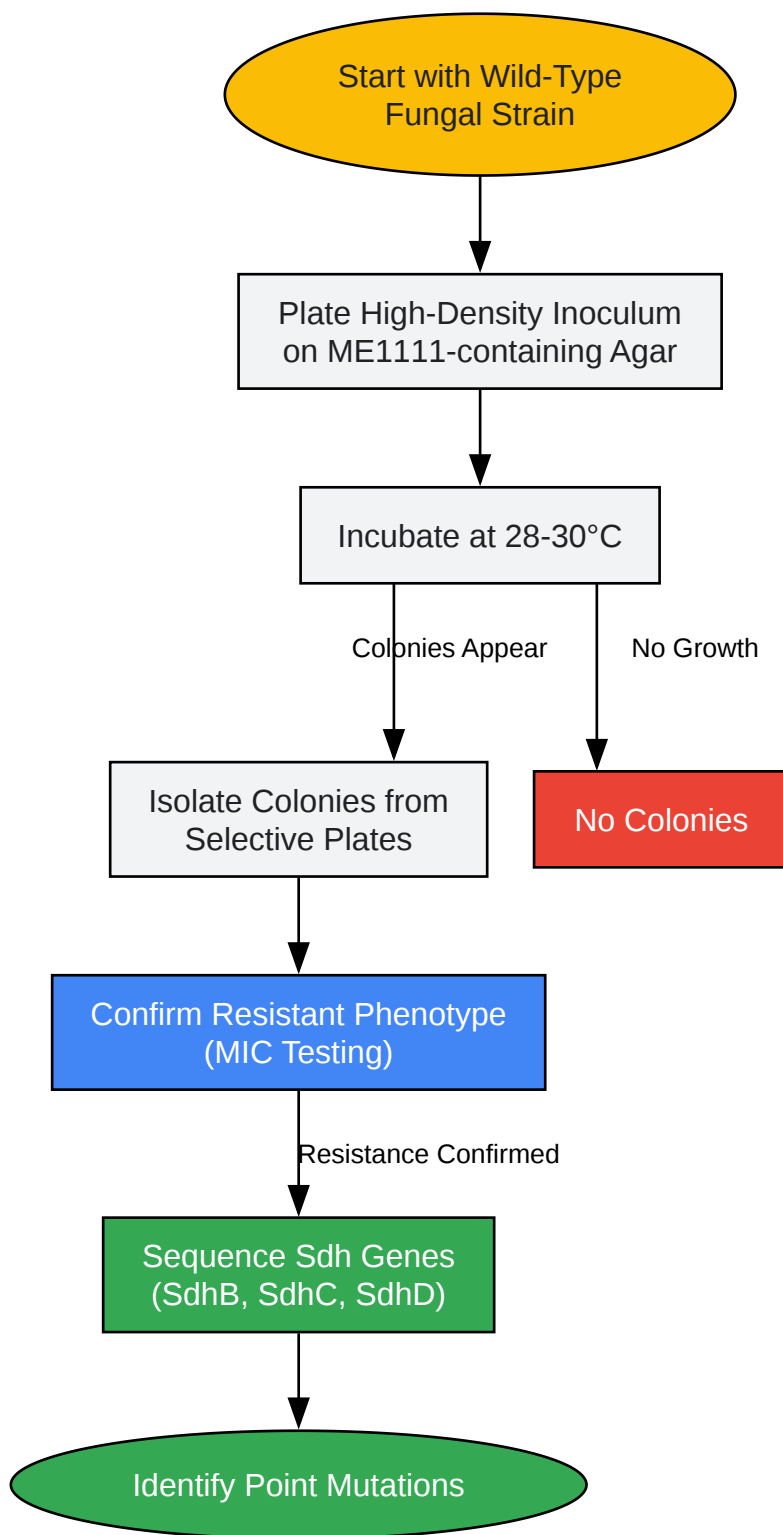 Start with Wild-Type
Fungal Strain
Plate High-Density Inoculum
on ME1111-containing Agar
Incubate at 28-30°C
Colonies Appear
No Growth
Isolate Colonies from
Selective Plates
No Colonies
Confirm Resistant Phenotype
(MIC Testing)
Resistance Confirmed
Sequence Sdh Genes
(SdhB, SdhC, SdhD)
Identify Point Mutations